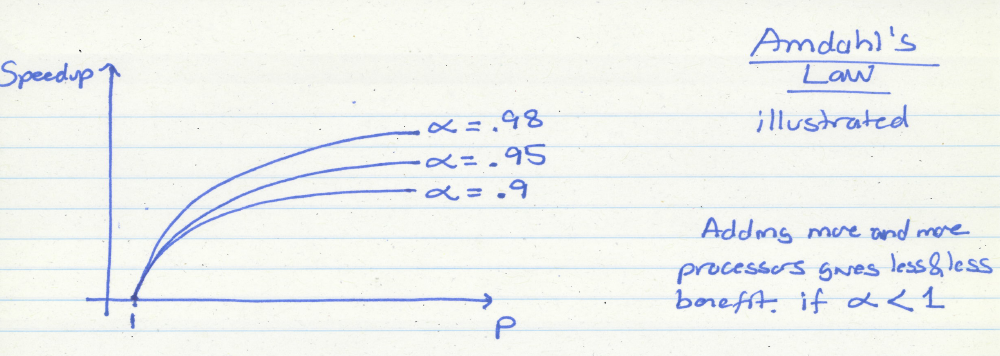 Amdahl's
Law
illustrated
Speedup
α = .98
α = .95
α = .9
1
P
Adding more and more
processors gives less & less
benefit. if α < 1